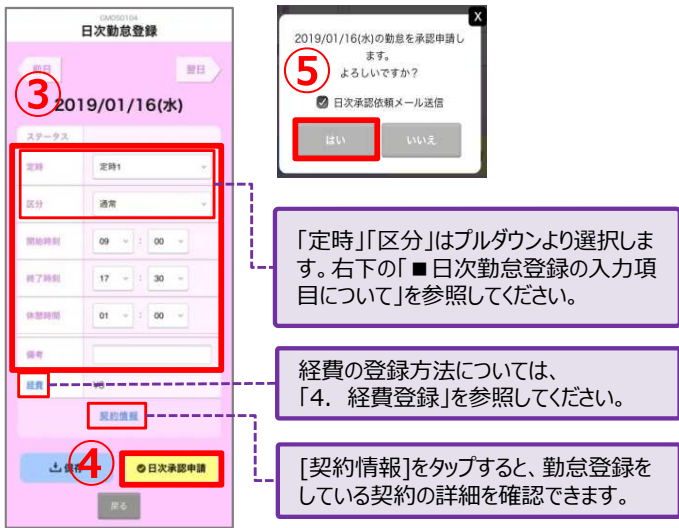 GM050104
日次勤怠登録
前日
翌日
③
2019/01/16(水)
ステータス
定時
定時1
区分
通常
開始時刻
09 : 00
終了時刻
17 : 30
休憩時間
01 : 00
備考
経費
¥0
契約情報
④
保存
日次承認申請
戻る
X
2019/01/16(水)の勤怠を承認申請し
ます。
よろしいですか?
⑤
日次承認依頼メール送信
はい
いいえ
「定時」「区分」はプルダウンより選択しま
す。右下の「■日次勤怠登録の入力項
目について」を参照してください。
経費の登録方法については、
「4. 経費登録」を参照してください。
[契約情報]をタップすると、勤怠登録を
している契約の詳細を確認できます。